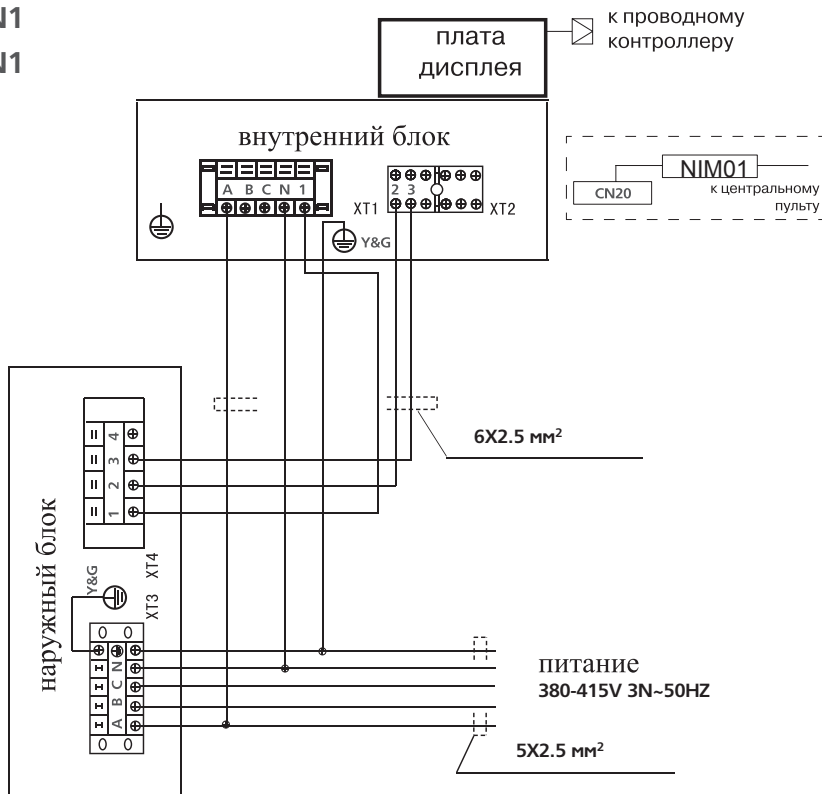 N1
N1
плата
дисплея
к проводному
контроллеру
внутренний блок
A B C N 1
XT1
2 3
XT2
Y&G
NIM01
CN20
к центральному
пульту
6X2.5 мм²
наружный блок
4
3
2
1
XT4
Y&G
XT3
N
C
B
A
питание
380-415V 3N~50HZ
5X2.5 мм²